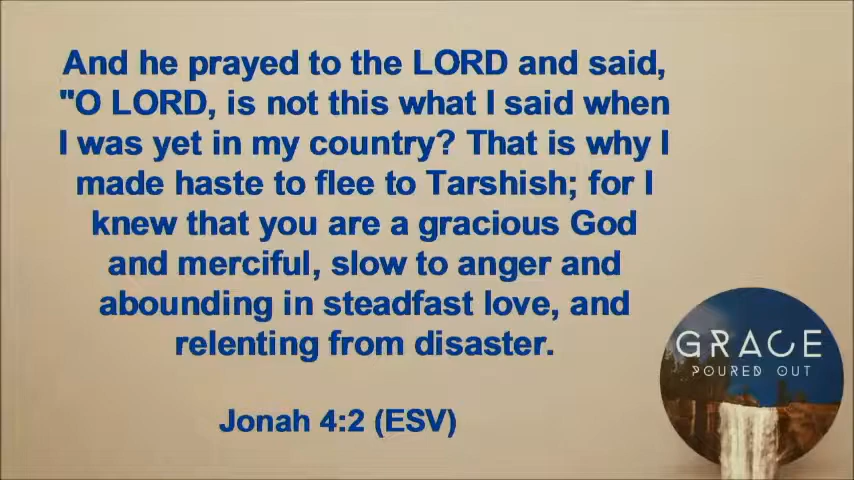 And he prayed to the LORD and said,
"O LORD, is not this what I said when
I was yet in my country? That is why I
made haste to flee to Tarshish; for I
knew that you are a gracious God
and merciful, slow to anger and
abounding in steadfast love, and
relenting from disaster.
Jonah 4:2 (ESV)
GRACE
POURED OUT